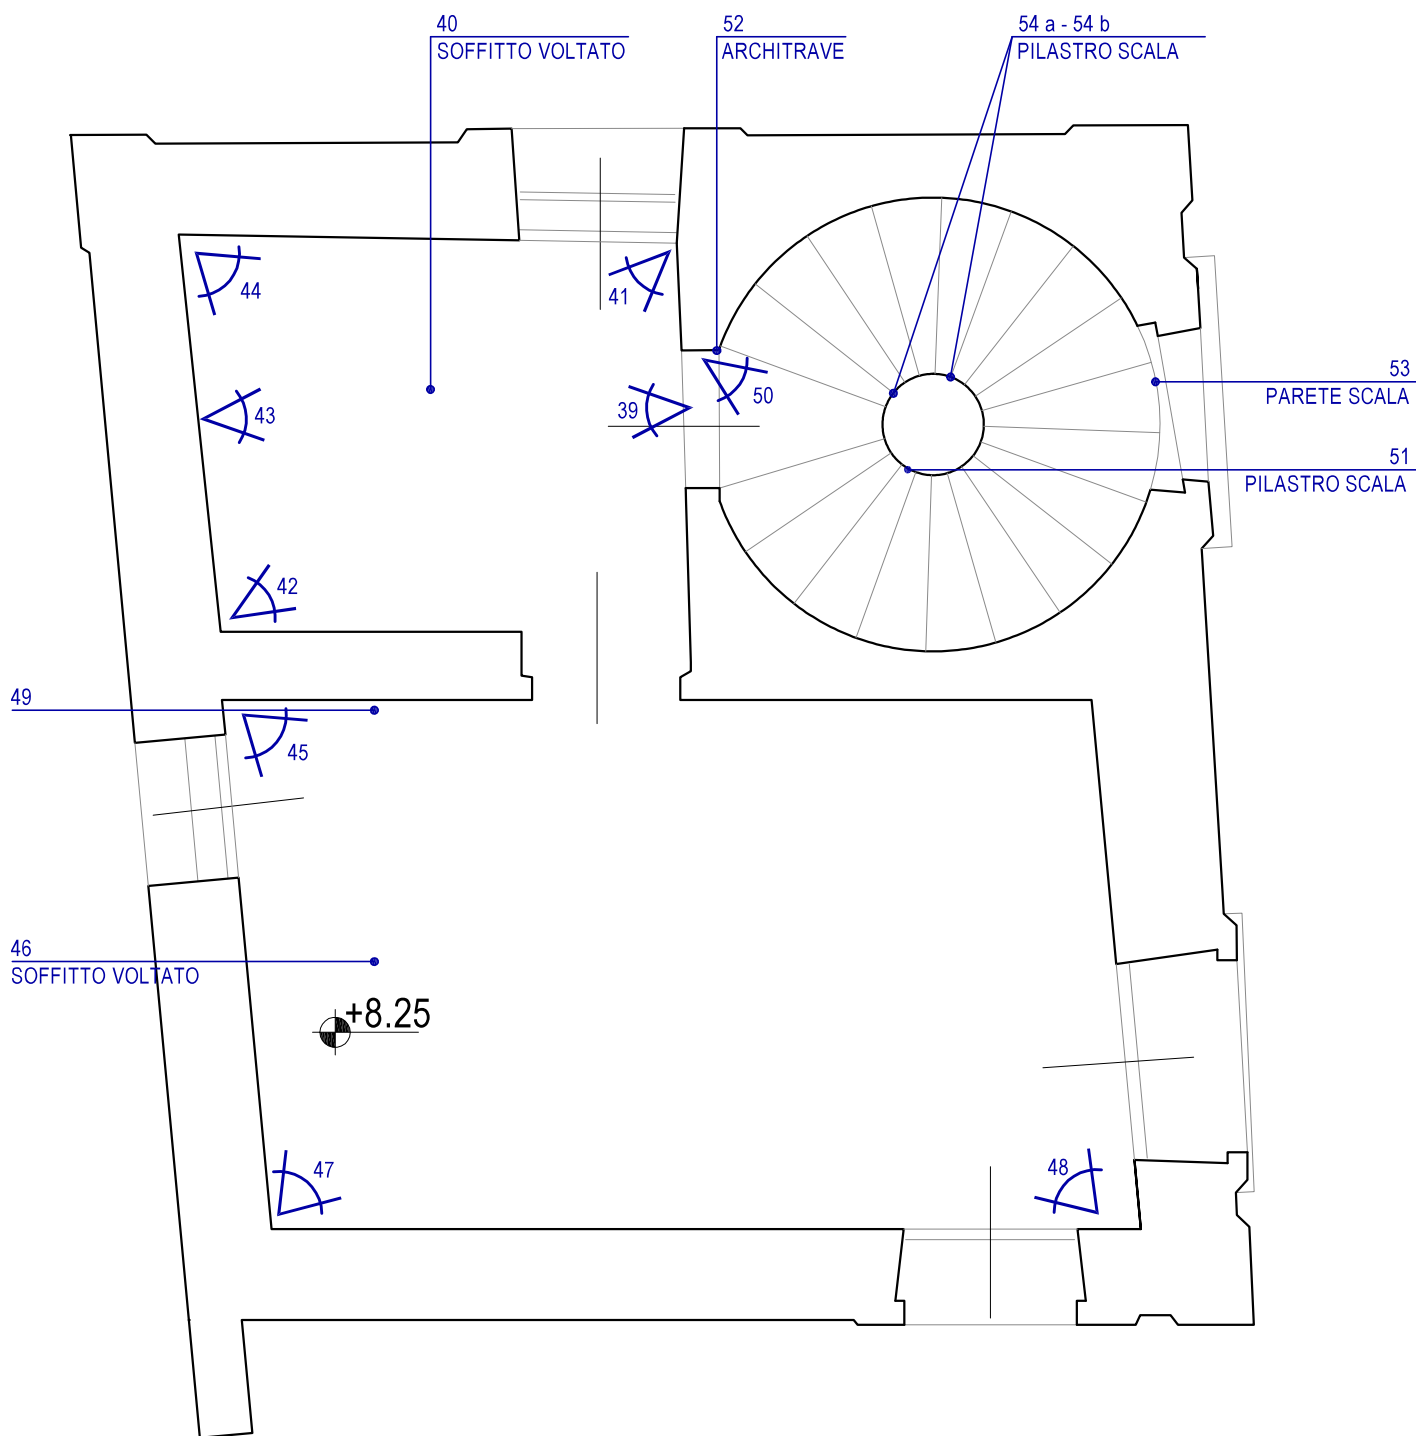 40
SOFFITTO VOLTATO
52
ARCHITRAVE
54 a - 54 b
PILASTRO SCALA
44
41
43
39
50
53
PARETE SCALA
51
PILASTRO SCALA
42
49
45
46
SOFFITTO VOLTATO
+8.25
47
48